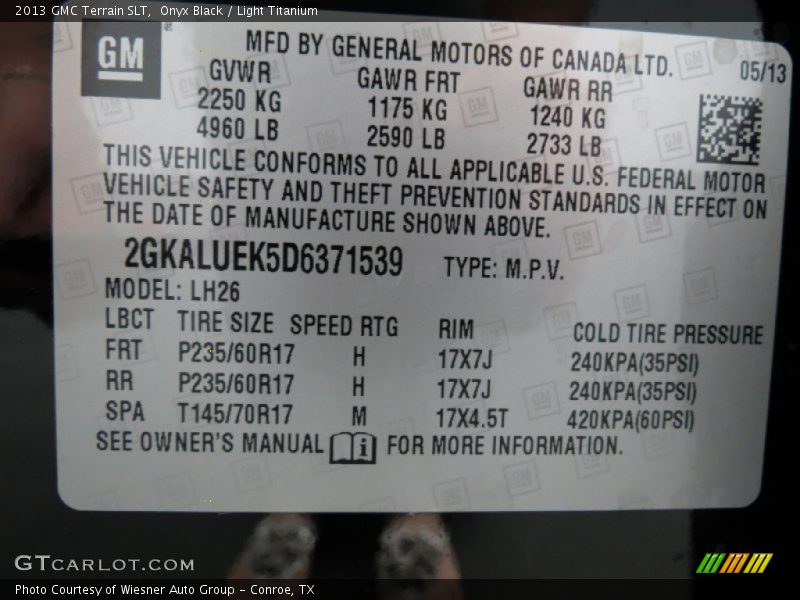 2013 GMC Terrain SLT,  Onyx Black / Light Titanium
GM
MFD BY GENERAL MOTORS OF CANADA LTD.
05/13
GVWR GAWR FRT GAWR RR
2250 KG 1175 KG 1240 KG
4960 LB 2590 LB 2733 LB
THIS VEHICLE CONFORMS TO ALL APPLICABLE U.S. FEDERAL MOTOR
VEHICLE SAFETY AND THEFT PREVENTION STANDARDS IN EFFECT ON
THE DATE OF MANUFACTURE SHOWN ABOVE.
2GKALUEK5D6371539 TYPE: M.P.V.
MODEL: LH26
LBCT TIRE SIZE SPEED RTG RIM COLD TIRE PRESSURE
FRT P235/60R17 H 17X7J 240KPA(35PSI)
RR P235/60R17 H 17X7J 240KPA(35PSI)
SPA T145/70R17 M 17X4.5T 420KPA(60PSI)
SEE OWNER'S MANUAL i FOR MORE INFORMATION.
GTCARLOT.COM
Photo Courtesy of Wiesner Auto Group - Conroe, TX